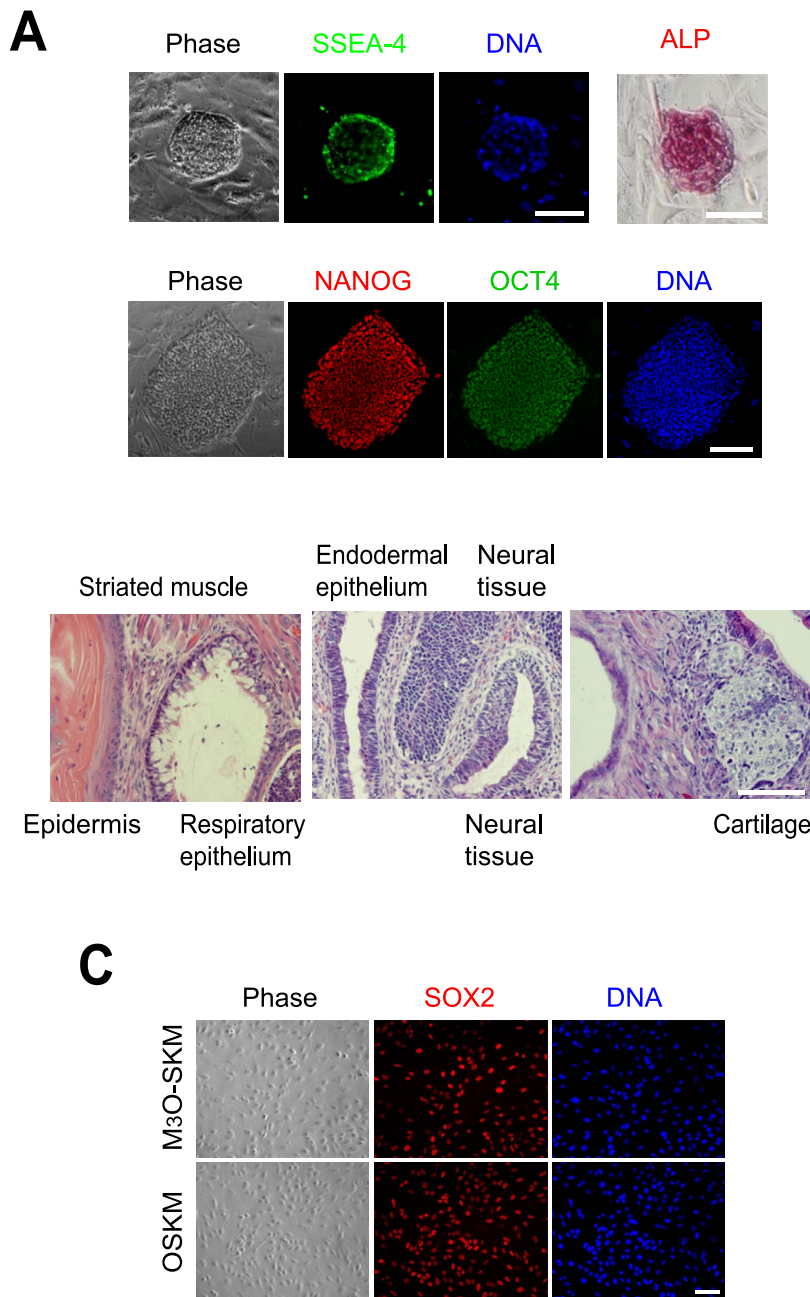 A
Phase SSEA-4 DNA ALP
Phase NANOG OCT4 DNA
Striated muscle
Endodermal
epithelium
Neural
tissue
Epidermis
Respiratory
epithelium
Neural
tissue
Cartilage
C
Phase SOX2 DNA
M3O-SKM
OSKM